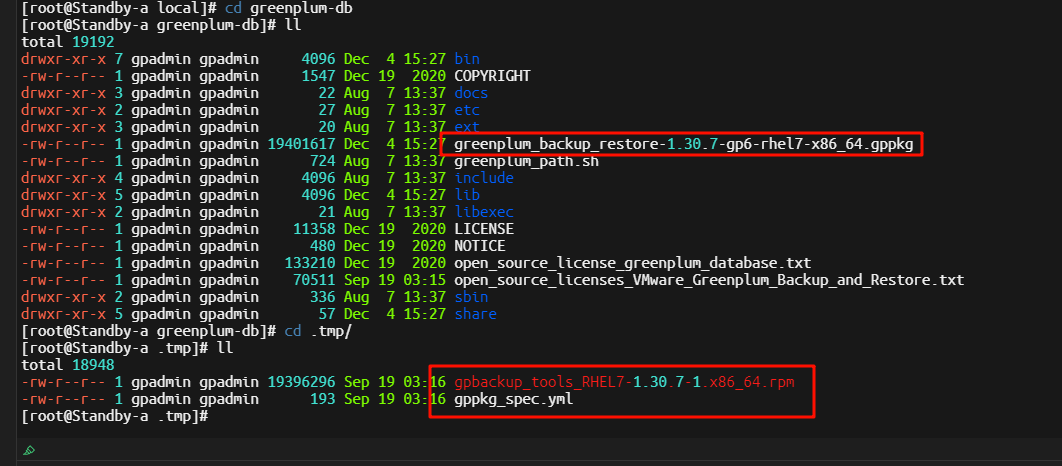 [root@Standby-a local]# cd greenplum-db
[root@Standby-a greenplum-db]# ll
total 19192
drwxr-xr-x 7 gpadmin gpadmin     4096 Dec  4 15:27 bin
-rw-r--r-- 1 gpadmin gpadmin     1547 Dec 19  2020 COPYRIGHT
drwxr-xr-x 3 gpadmin gpadmin       22 Aug  7 13:37 docs
drwxr-xr-x 2 gpadmin gpadmin       27 Aug  7 13:37 etc
drwxr-xr-x 3 gpadmin gpadmin       20 Aug  7 13:37 ext
-rw-r--r-- 1 gpadmin gpadmin 19401617 Dec  4 15:27 greenplum_backup_restore-1.30.7-gp6-rhel7-x86_64.gppkg
-rw-r--r-- 1 gpadmin gpadmin      724 Aug  7 13:37 greenplum_path.sh
drwxr-xr-x 4 gpadmin gpadmin     4096 Aug  7 13:37 include
drwxr-xr-x 5 gpadmin gpadmin     4096 Dec  4 15:27 lib
drwxr-xr-x 2 gpadmin gpadmin       21 Aug  7 13:37 libexec
-rw-r--r-- 1 gpadmin gpadmin    11358 Dec 19  2020 LICENSE
-rw-r--r-- 1 gpadmin gpadmin      480 Dec 19  2020 NOTICE
-rw-r--r-- 1 gpadmin gpadmin   133210 Dec 19  2020 open_source_license_greenplum_database.txt
-rw-r--r-- 1 gpadmin gpadmin    70511 Sep 19 03:15 open_source_licenses_VMware_Greenplum_Backup_and_Restore.txt
drwxr-xr-x 2 gpadmin gpadmin      336 Aug  7 13:37 sbin
drwxr-xr-x 5 gpadmin gpadmin       57 Dec  4 15:27 share
[root@Standby-a greenplum-db]# cd .tmp/
[root@Standby-a .tmp]# ll
total 18948
-rw-r--r-- 1 gpadmin gpadmin 19396296 Sep 19 03:16 gpbackup_tools_RHEL7-1.30.7-1.x86_64.rpm
-rw-r--r-- 1 gpadmin gpadmin      193 Sep 19 03:16 gppkg_spec.yml
[root@Standby-a .tmp]#